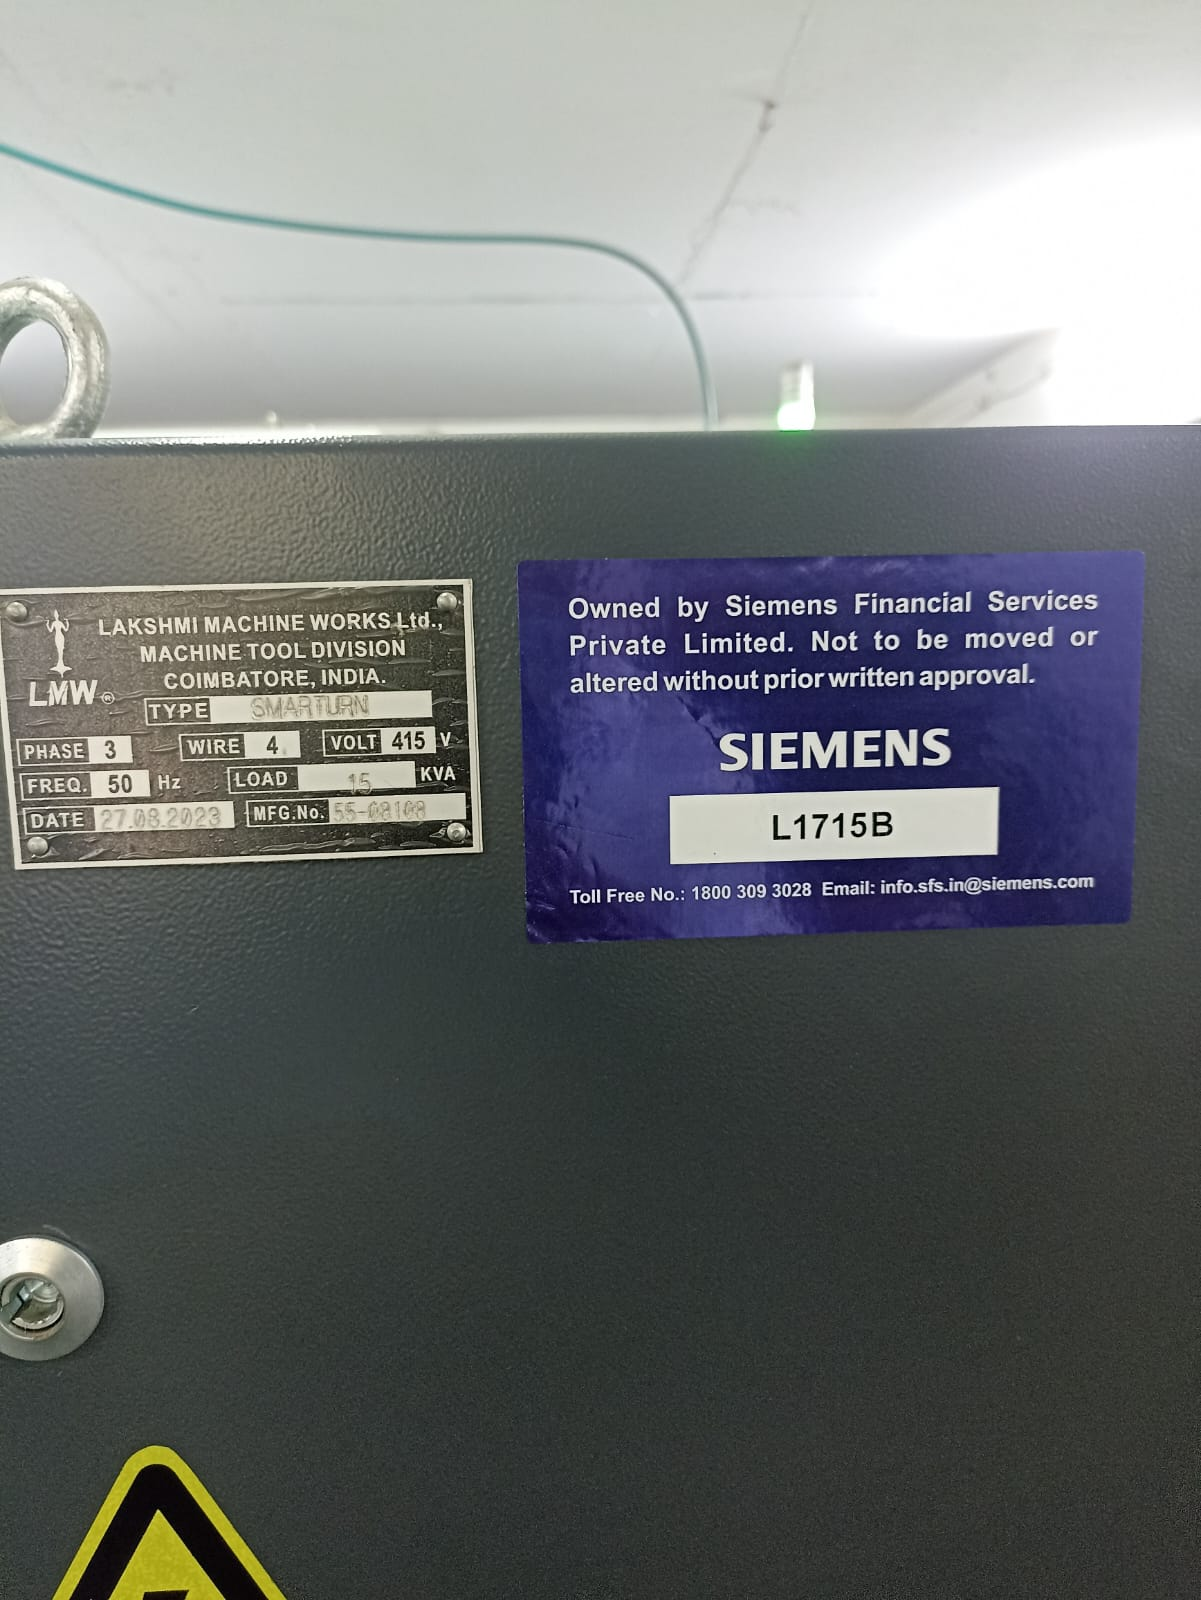 LAKSHMI MACHINE WORKS Ltd.,
MACHINE TOOL DIVISION
COIMBATORE, INDIA.
LMW®
TYPE SMARTURN
PHASE 3 WIRE 4 VOLT 415 V
FREQ. 50 Hz LOAD 15 KVA
DATE 27.08.2023 MFG.No. 55-08108
Owned by Siemens Financial Services
Private Limited. Not to be moved or
altered without prior written approval.
SIEMENS
L1715B
Toll Free No.: 1800 309 3028 Email: info.sfs.in@siemens.com